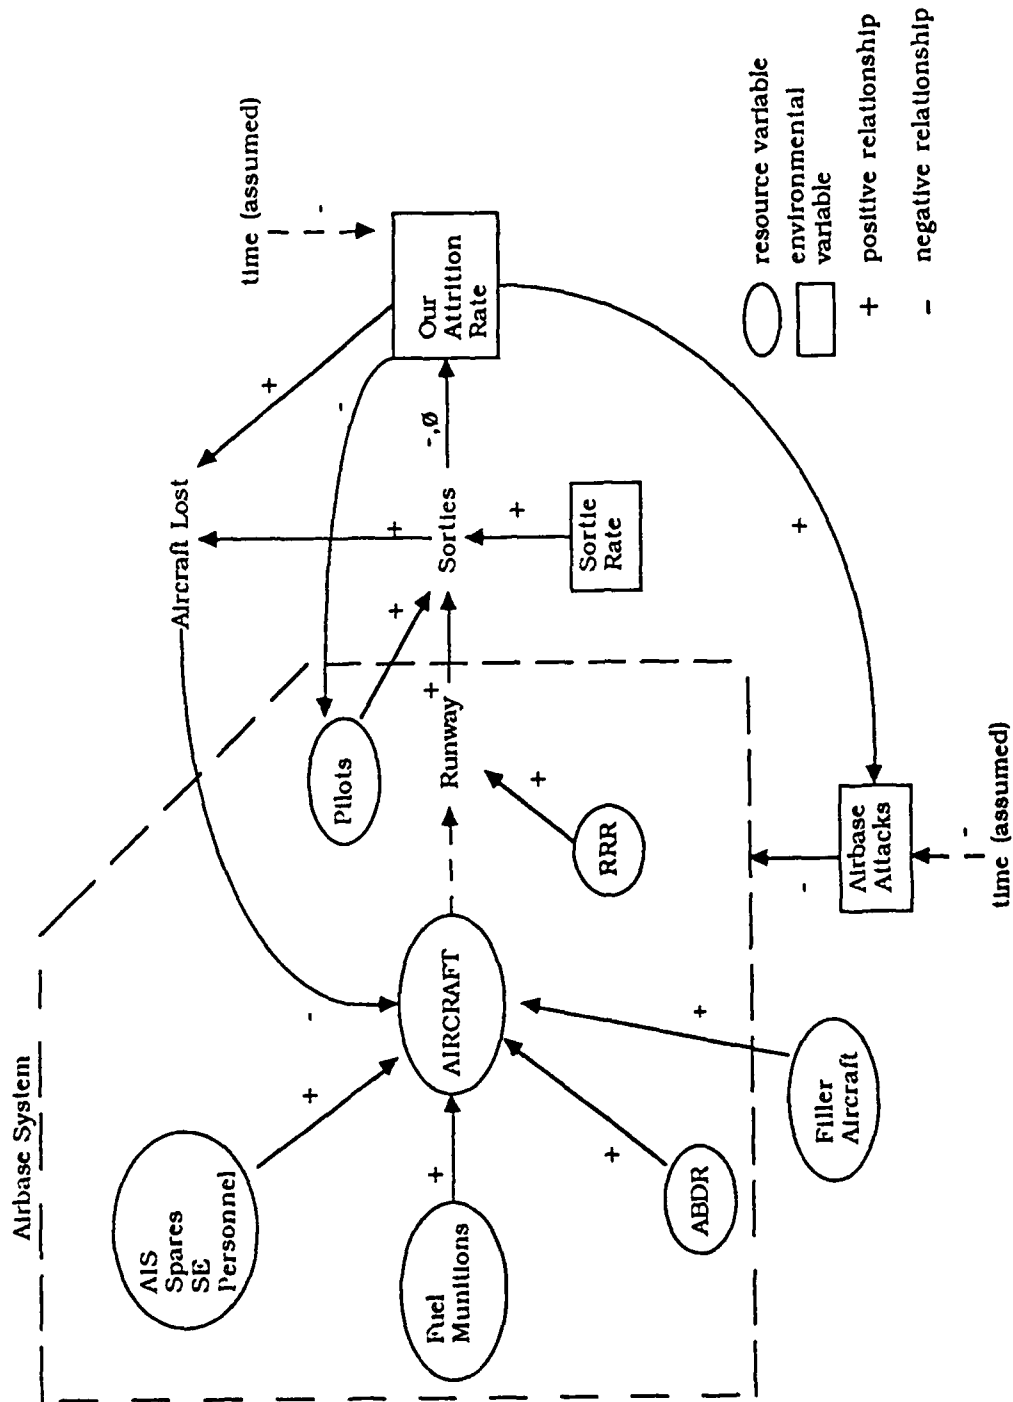 Airbase System
AIS
Spares
SE
Personnel
+
Fuel
Munitions
+
ABDR
+
Filler
Aircraft
+
AIRCRAFT
-
Aircraft Lost
Pilots
+
Runway
+
RRR
+
Sorties
+
+
Sortie
Rate
-,Ø
-
+
Our
Attrition
Rate
time (assumed)
-
+
Airbase
Attacks
-
time (assumed)
-
resource variable
environmental
variable
+ positive relationship
- negative relationship